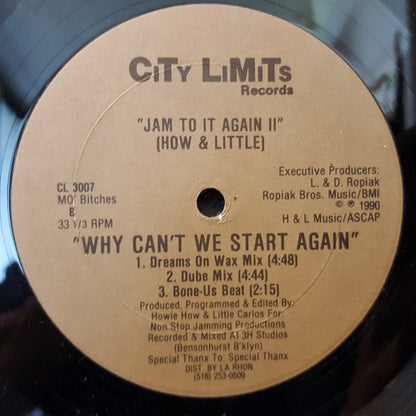 CiTy LiMiTs
Records
"JAM TO IT AGAIN II"
(HOW & LITTLE)
CL 3007
MO' Bitches
B
33 1/3 RPM
Executive Producers:
L. & D. Ropiak
Ropiak Bros. Music/BMI
© ℗ 1990
H & L Music/ASCAP
"WHY CAN'T WE START AGAIN"
1. Dreams On Wax Mix (4:48)
2. Dube Mix (4:44)
3. Bone-Us Beat (2:15)
Produced, Programmed & Edited By:
Howie How & Little Carlos For:
Non Stop Jamming Productions
Recorded & Mixed At 3H Studios
(Bensonhurst B'klyn)
Special Thanx To: Special Thanx
DIST. BY LA RHON
(516) 253-0509